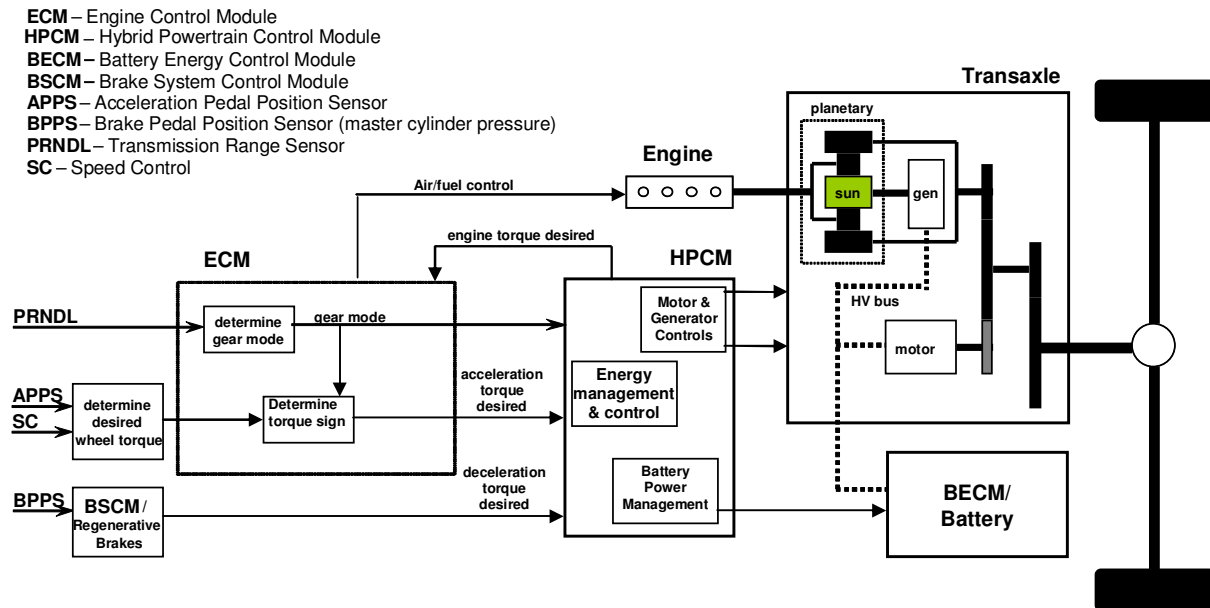 ECM – Engine Control Module
HPCM – Hybrid Powertrain Control Module
BECM – Battery Energy Control Module
BSCM – Brake System Control Module
APPS – Acceleration Pedal Position Sensor
BPPS – Brake Pedal Position Sensor (master cylinder pressure)
PRNDL – Transmission Range Sensor
SC – Speed Control
Transaxle
planetary
Engine
sun
gen
Air/fuel control
engine torque desired
ECM
HPCM
HV bus
PRNDL
determine
gear mode
gear mode
Motor &
Generator
Controls
motor
APPS
SC
determine
desired
wheel torque
Determine
torque sign
acceleration
torque
desired
Energy
management
& control
BPPS
BSCM /
Regenerative
Brakes
deceleration
torque
desired
Battery
Power
Management
BECM/
Battery